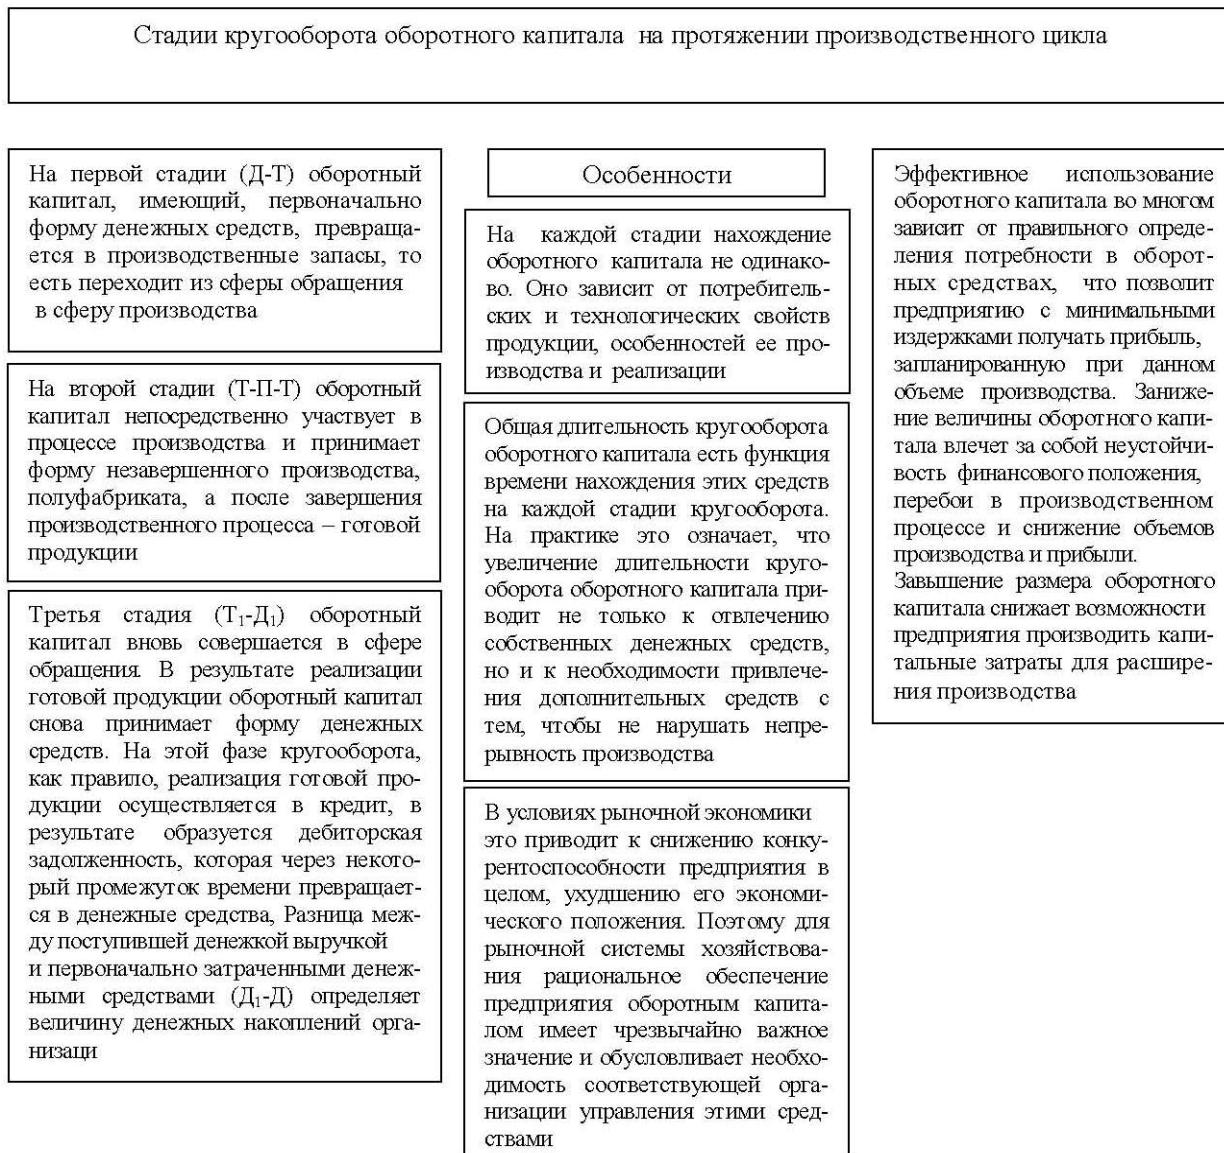 Стадии кругооборота оборотного капитала на протяжении производственного цикла
На первой стадии (Д-Т) оборотный
капитал, имеющий, первоначально
форму денежных средств, превраща-
ется в производственные запасы, то
есть переходит из сферы обращения
в сферу производства
На второй стадии (Т-П-Т) оборотный
капитал непосредственно участвует в
процессе производства и принимает
форму незавершенного производства,
полуфабриката, а после завершения
производственного процесса – готовой
продукции
Третья стадия (Т₁-Д₁) оборотный
капитал вновь совершается в сфере
обращения. В результате реализации
готовой продукции оборотный капитал
снова принимает форму денежных
средств. На этой фазе кругооборота,
как правило, реализация готовой про-
дукции осуществляется в кредит, в
результате образуется дебиторская
задолженность, которая через некото-
рый промежуток времени превращает-
ся в денежные средства, Разница меж-
ду поступившей денежкой выручкой
и первоначально затраченными денеж-
ными средствами (Д₁-Д) определяет
величину денежных накоплений орга-
низаци
Особенности
На каждой стадии нахождение
оборотного капитала не одинако-
во. Оно зависит от потребитель-
ских и технологических свойств
продукции, особенностей ее про-
изводства и реализации
Общая длительность кругооборота
оборотного капитала есть функция
времени нахождения этих средств
на каждой стадии кругооборота.
На практике это означает, что
увеличение длительности круго-
оборота оборотного капитала при-
водит не только к отвлечению
собственных денежных средств,
но и к необходимости привлече-
ния дополнительных средств с
тем, чтобы не нарушать непре-
рывность производства
В условиях рыночной экономики
это приводит к снижению конку-
рентоспособности предприятия в
целом, ухудшению его экономи-
ческого положения. Поэтому для
рыночной системы хозяйствова-
ния рациональное обеспечение
предприятия оборотным капита-
лом имеет чрезвычайно важное
значение и обусловливает необхо-
димость соответствующей орга-
низации управления этими сред-
ствами
Эффективное использование
оборотного капитала во многом
зависит от правильного опреде-
ления потребности в оборот-
ных средствах, что позволит
предприятию с минимальными
издержками получать прибыль,
запланированную при данном
объеме производства. Заниже-
ние величины оборотного капи-
тала влечет за собой неустойчи-
вость финансового положения,
перебои в производственном
процессе и снижение объемов
производства и прибыли.
Завышение размера оборотного
капитала снижает возможности
предприятия производить капи-
тальные затраты для расшире-
ния производства